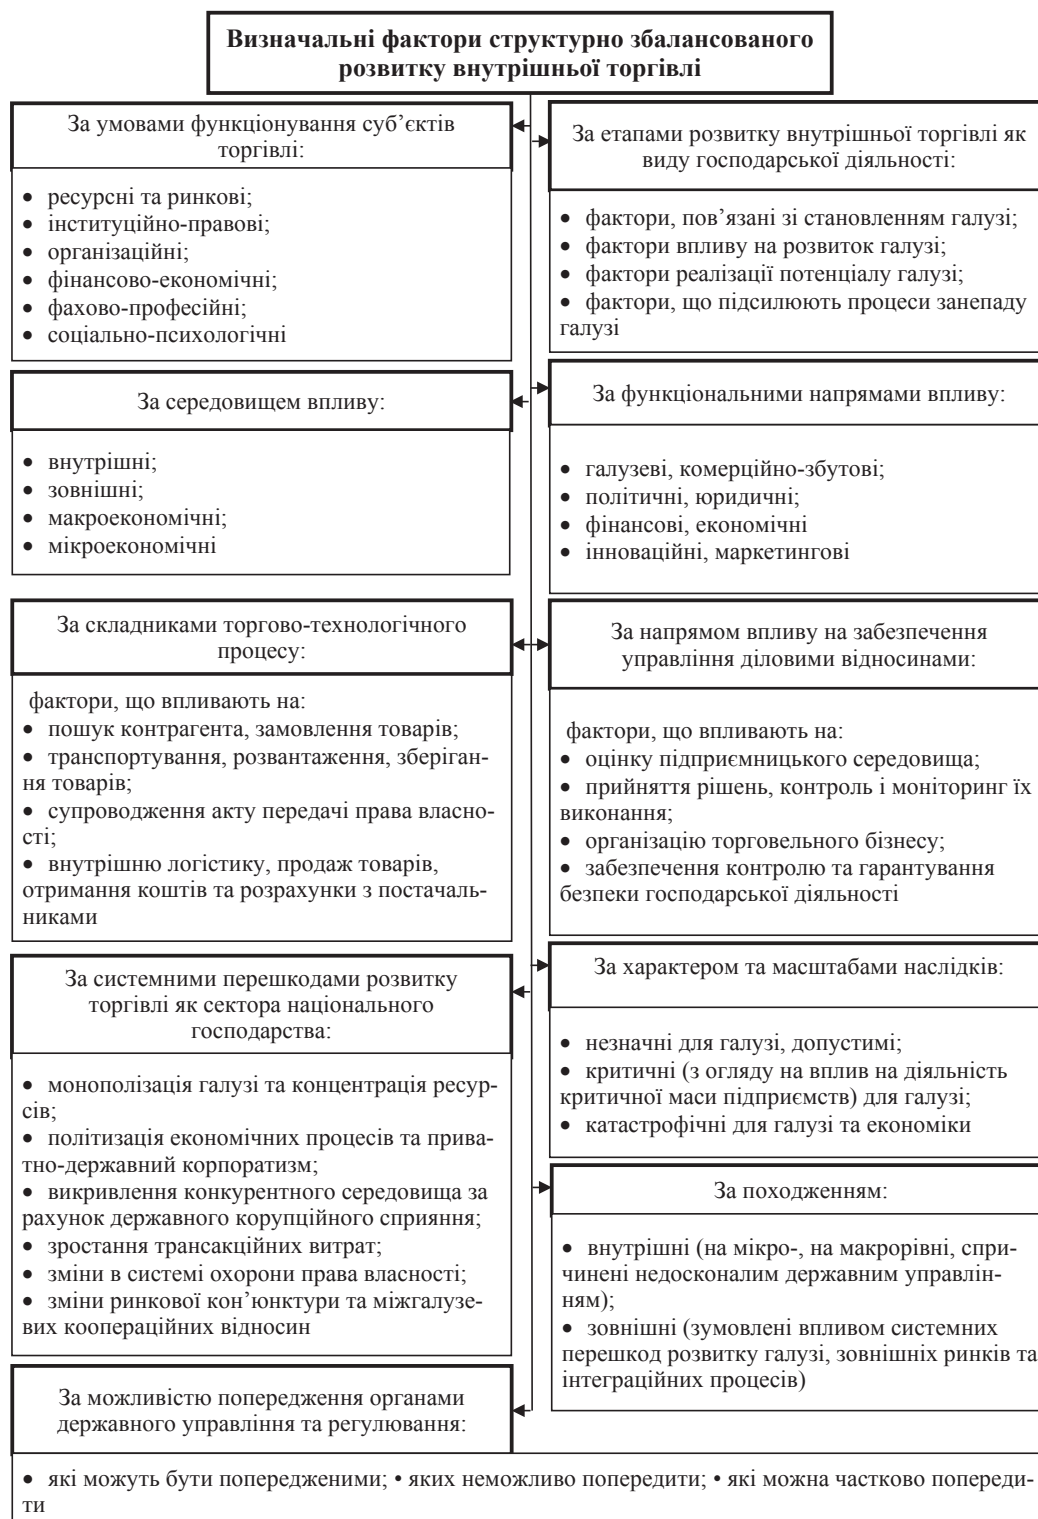 Визначальні фактори структурно збалансованого
розвитку внутрішньої торгівлі
За умовами функціонування суб’єктів
торгівлі:
• ресурсні та ринкові;
• інституційно-правові;
• організаційні;
• фінансово-економічні;
• фахово-професійні;
• соціально-психологічні
За етапами розвитку внутрішньої торгівлі як
виду господарської діяльності:
• фактори, пов’язані зі становленням галузі;
• фактори впливу на розвиток галузі;
• фактори реалізації потенціалу галузі;
• фактори, що підсилюють процеси занепаду
галузі
За середовищем впливу:
• внутрішні;
• зовнішні;
• макроекономічні;
• мікроекономічні
За функціональними напрямами впливу:
• галузеві, комерційно-збутові;
• політичні, юридичні;
• фінансові, економічні
• інноваційні, маркетингові
За складниками торгово-технологічного
процесу:
фактори, що впливають на:
• пошук контрагента, замовлення товарів;
• транспортування, розвантаження, зберіган-
ня товарів;
• супроводження акту передачі права власно-
сті;
• внутрішню логістику, продаж товарів,
отримання коштів та розрахунки з постачаль-
никами
За напрямом впливу на забезпечення
управління діловими відносинами:
фактори, що впливають на:
• оцінку підприємницького середовища;
• прийняття рішень, контроль і моніторинг їх
виконання;
• організацію торговельного бізнесу;
• забезпечення контролю та гарантування
безпеки господарської діяльності
За системними перешкодами розвитку
торгівлі як сектора національного
господарства:
• монополізація галузі та концентрація ресур-
сів;
• політизація економічних процесів та прива-
тно-державний корпоратизм;
• викривлення конкурентного середовища за
рахунок державного корупційного сприяння;
• зростання трансакційних витрат;
• зміни в системі охорони права власності;
• зміни ринкової кон’юнктури та міжгалузе-
вих коопераційних відносин
За характером та масштабами наслідків:
• незначні для галузі, допустимі;
• критичні (з огляду на вплив на діяльність
критичної маси підприємств) для галузі;
• катастрофічні для галузі та економіки
За походженням:
• внутрішні (на мікро-, на макрорівні, спри-
чинені недосконалим державним управлін-
ням);
• зовнішні (зумовлені впливом системних
перешкод розвитку галузі, зовнішніх ринків та
інтеграційних процесів)
За можливістю попередження органами
державного управління та регулювання:
• які можуть бути попередженими; • яких неможливо попередити; • які можна частково попереди-
ти